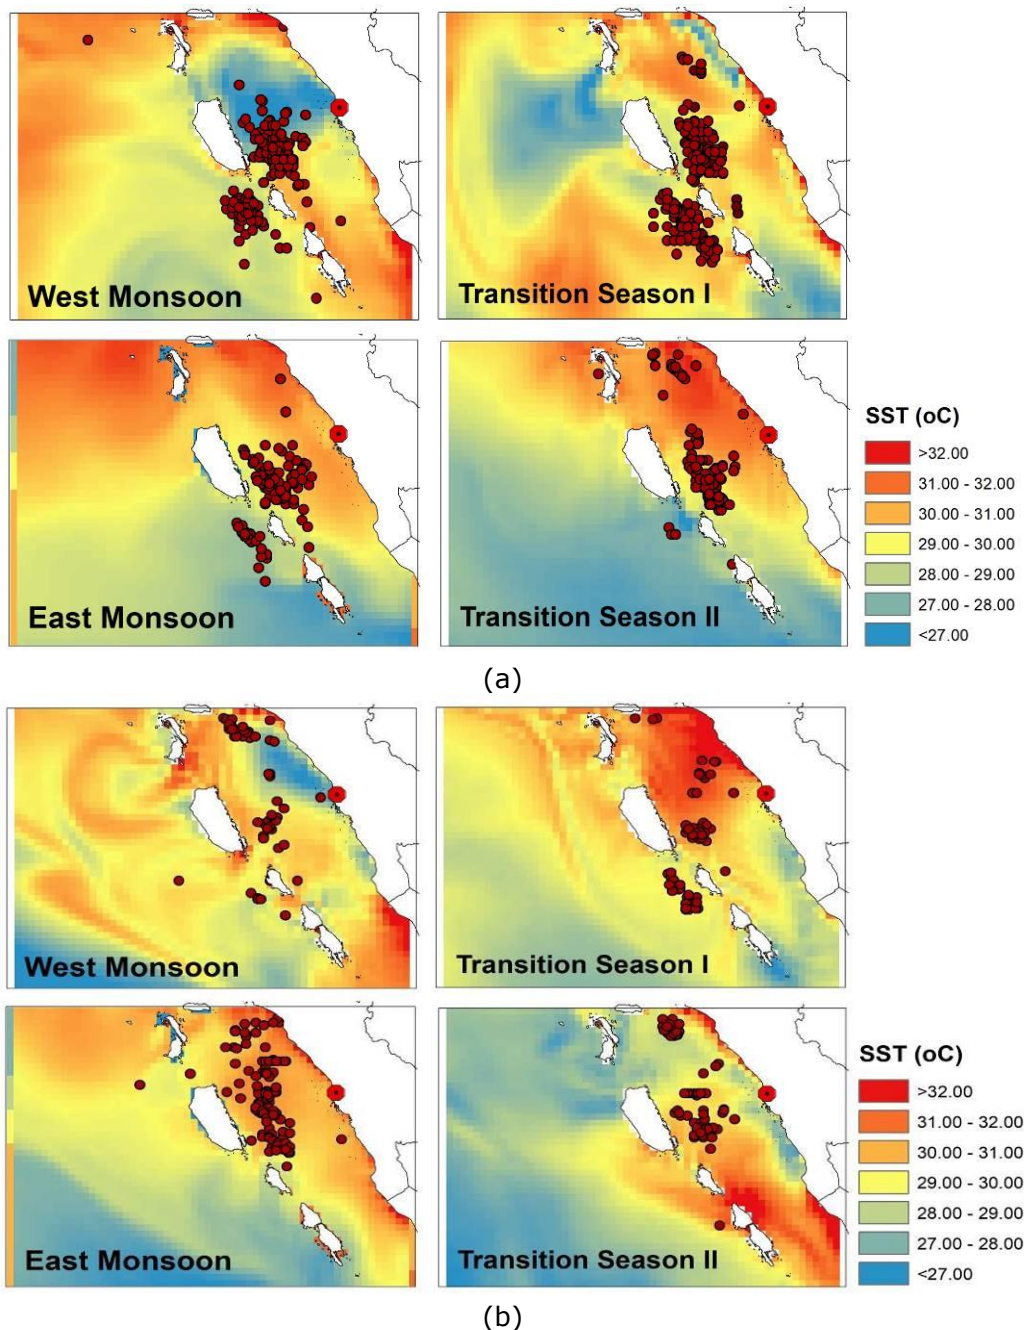 West Monsoon
Transition Season I
East Monsoon
Transition Season II
SST (oC)
>32.00
31.00 - 32.00
30.00 - 31.00
29.00 - 30.00
28.00 - 29.00
27.00 - 28.00
<27.00
(a)
West Monsoon
Transition Season I
East Monsoon
Transition Season II
SST (oC)
>32.00
31.00 - 32.00
30.00 - 31.00
29.00 - 30.00
28.00 - 29.00
27.00 - 28.00
<27.00
(b)